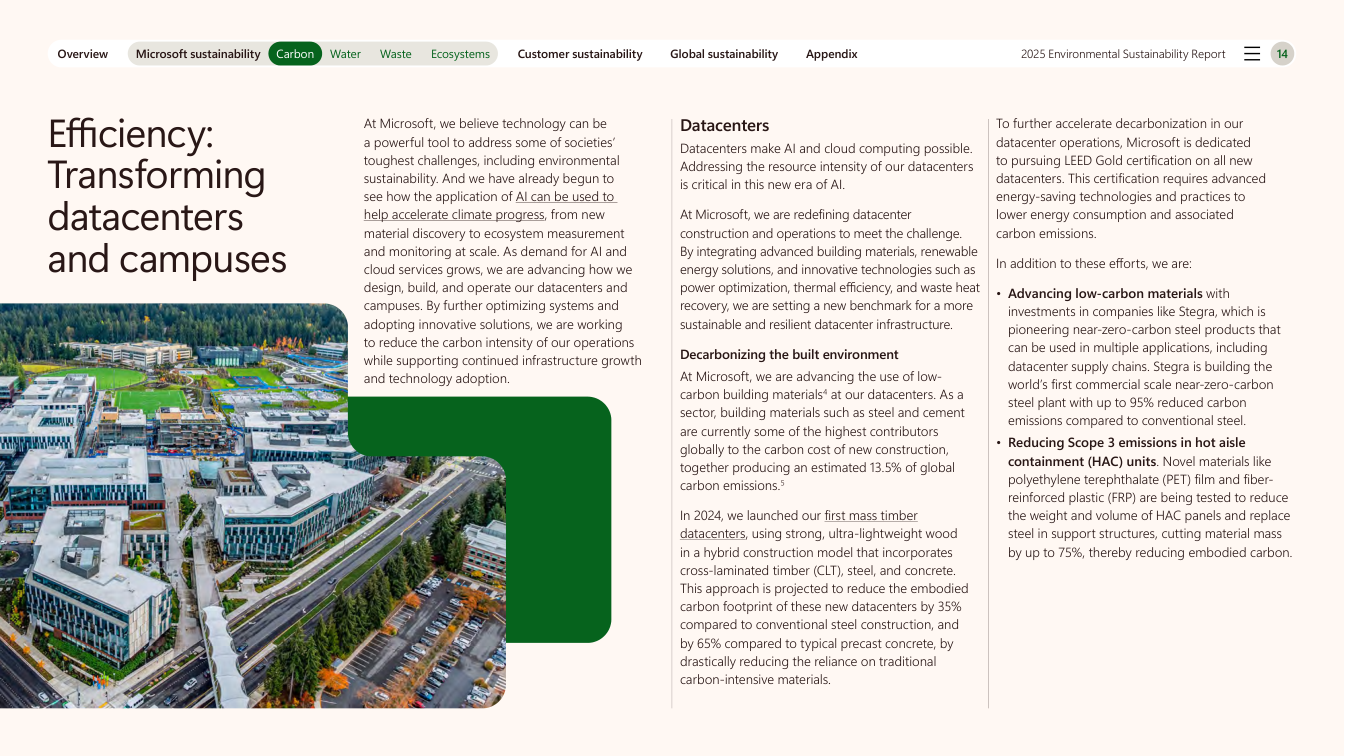 Overview
Microsoft sustainability
Carbon
Water
Waste
Ecosystems
Customer sustainability
Global sustainability
Appendix
2025 Environmental Sustainability Report
14
Efficiency:
Transforming
datacenters
and campuses
At Microsoft, we believe technology can be
a powerful tool to address some of societies’
toughest challenges, including environmental
sustainability. And we have already begun to
see how the application of AI can be used to
help accelerate climate progress, from new
material discovery to ecosystem measurement
and monitoring at scale. As demand for AI and
cloud services grows, we are advancing how we
design, build, and operate our datacenters and
campuses. By further optimizing systems and
adopting innovative solutions, we are working
to reduce the carbon intensity of our operations
while supporting continued infrastructure growth
and technology adoption.
Datacenters
Datacenters make AI and cloud computing possible.
Addressing the resource intensity of our datacenters
is critical in this new era of AI.
At Microsoft, we are redefining datacenter
construction and operations to meet the challenge.
By integrating advanced building materials, renewable
energy solutions, and innovative technologies such as
power optimization, thermal efficiency, and waste heat
recovery, we are setting a new benchmark for a more
sustainable and resilient datacenter infrastructure.
Decarbonizing the built environment
At Microsoft, we are advancing the use of low-
carbon building materials⁴ at our datacenters. As a
sector, building materials such as steel and cement
are currently some of the highest contributors
globally to the carbon cost of new construction,
together producing an estimated 13.5% of global
carbon emissions.⁵
In 2024, we launched our first mass timber
datacenters, using strong, ultra-lightweight wood
in a hybrid construction model that incorporates
cross-laminated timber (CLT), steel, and concrete.
This approach is projected to reduce the embodied
carbon footprint of these new datacenters by 35%
compared to conventional steel construction, and
by 65% compared to typical precast concrete, by
drastically reducing the reliance on traditional
carbon-intensive materials.
To further accelerate decarbonization in our
datacenter operations, Microsoft is dedicated
to pursuing LEED Gold certification on all new
datacenters. This certification requires advanced
energy-saving technologies and practices to
lower energy consumption and associated
carbon emissions.
In addition to these efforts, we are:
• Advancing low-carbon materials with
investments in companies like Stegra, which is
pioneering near-zero-carbon steel products that
can be used in multiple applications, including
datacenter supply chains. Stegra is building the
world’s first commercial scale near-zero-carbon
steel plant with up to 95% reduced carbon
emissions compared to conventional steel.
• Reducing Scope 3 emissions in hot aisle
containment (HAC) units. Novel materials like
polyethylene terephthalate (PET) film and fiber-
reinforced plastic (FRP) are being tested to reduce
the weight and volume of HAC panels and replace
steel in support structures, cutting material mass
by up to 75%, thereby reducing embodied carbon.